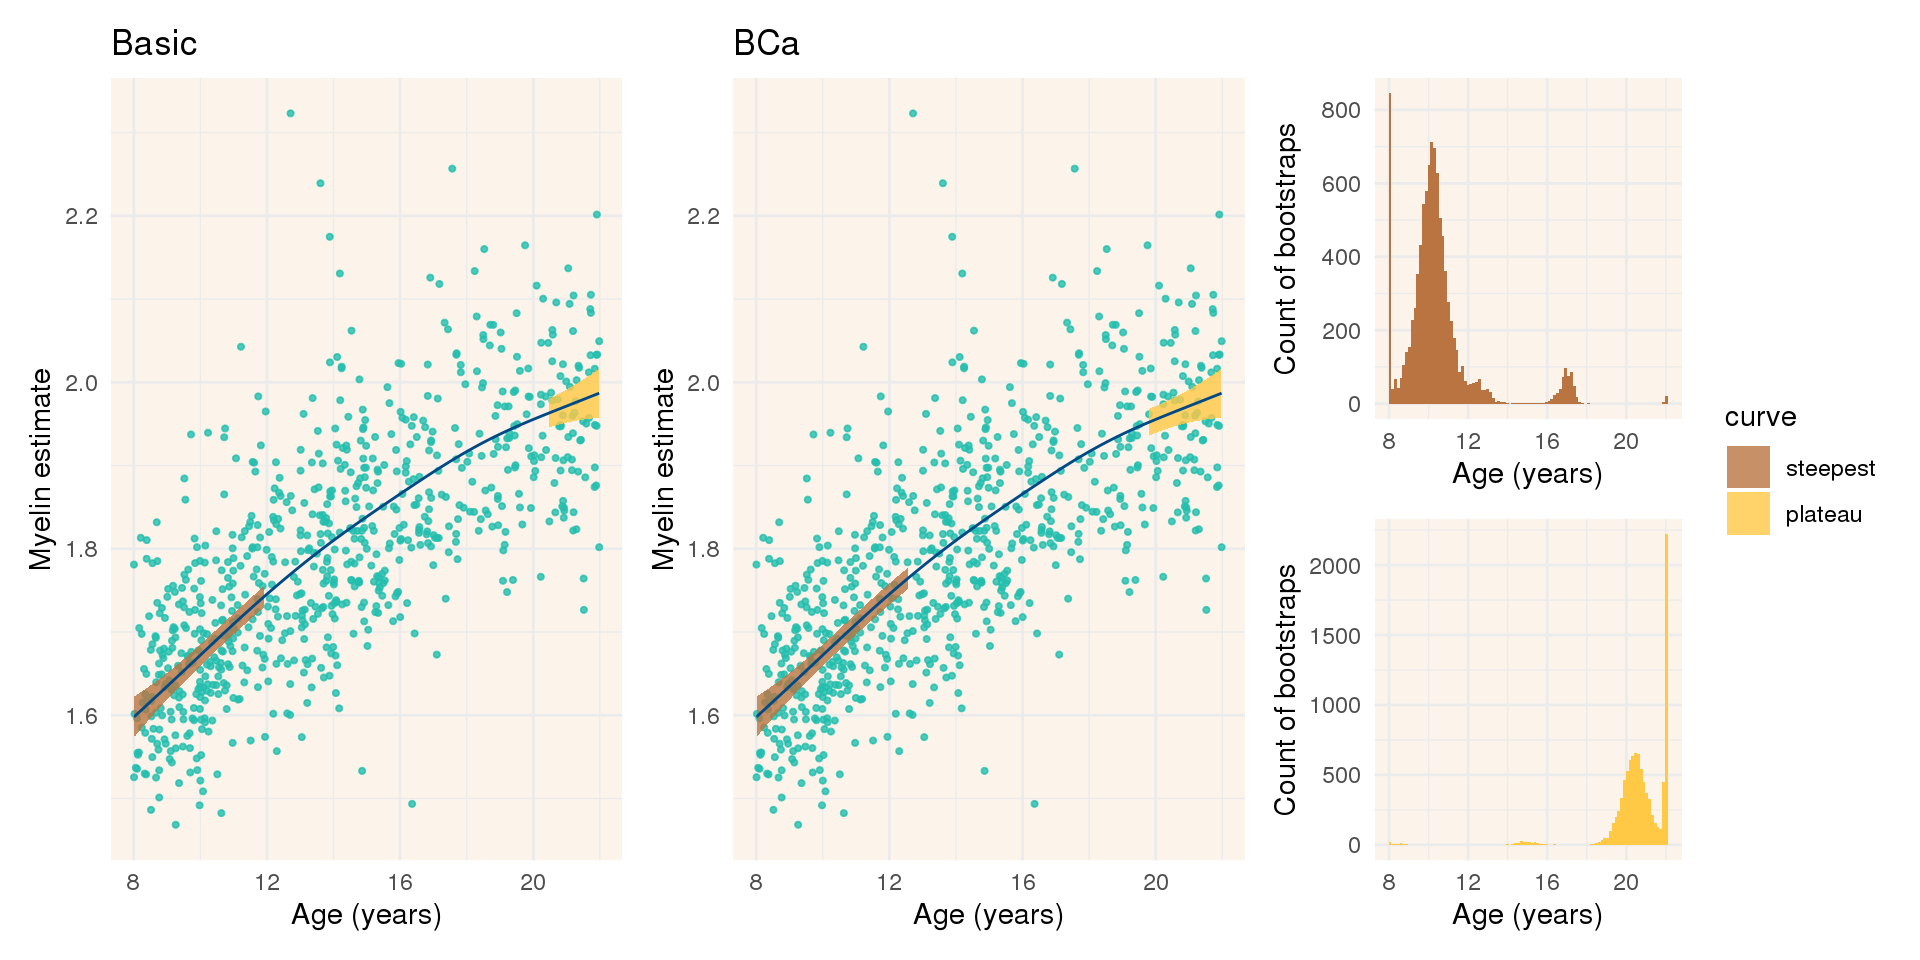 Basic
Myelin estimate
2.2
2.0
1.8
1.6
8 12 16 20
Age (years)
BCa
Myelin estimate
2.2
2.0
1.8
1.6
8 12 16 20
Age (years)
Count of bootstraps
800
600
400
200
0
8 12 16 20
Age (years)
Count of bootstraps
2000
1500
1000
500
0
8 12 16 20
Age (years)
curve
steepest
plateau